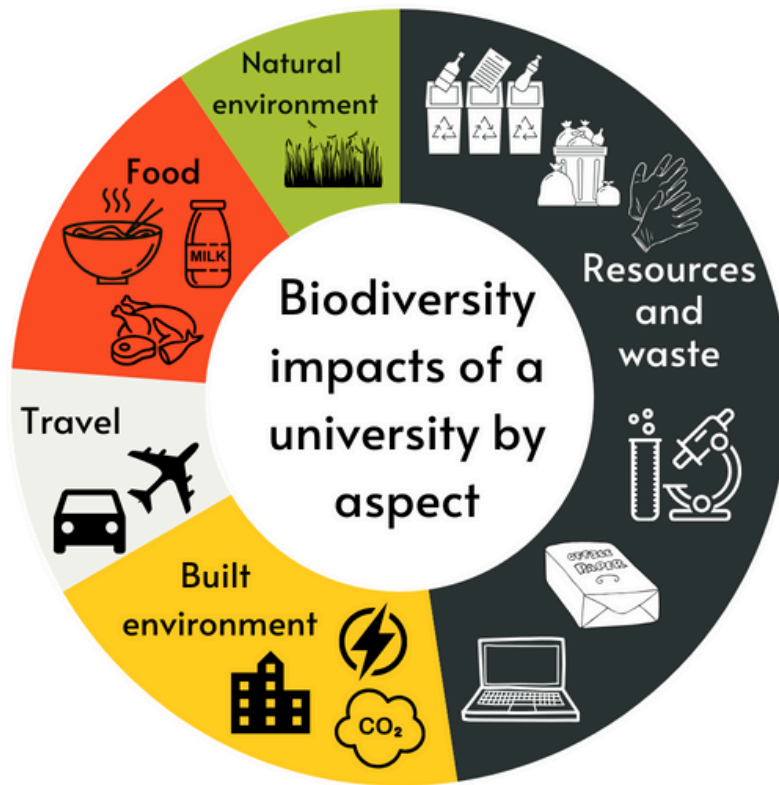 Biodiversity
impacts of a
university by
aspect
Natural
environment
Resources
and
waste
OFFICE
PAPER
Built
environment
CO₂
Travel
Food
MILK